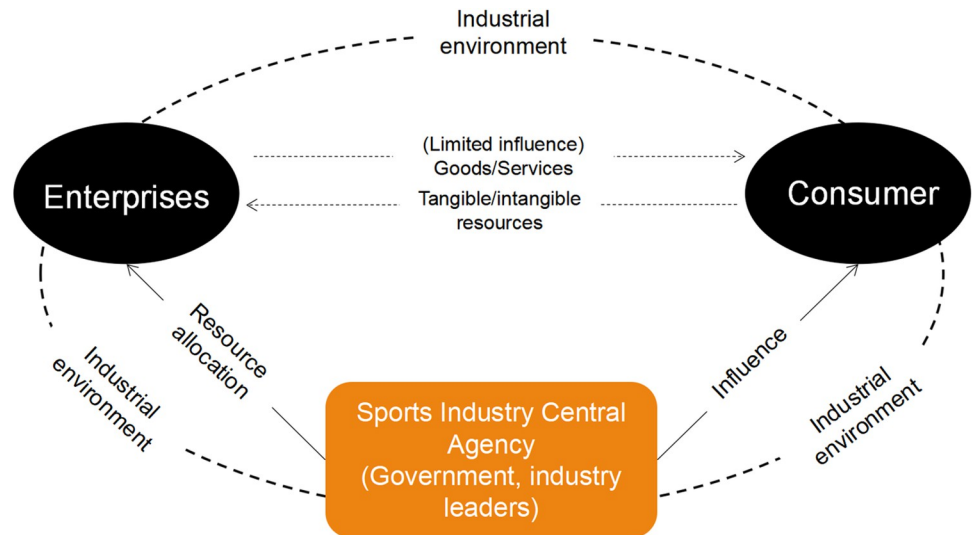 Industrial
environment
(Limited influence)
Goods/Services
Enterprises
Consumer
Tangible/intangible
resources
Resource
allocation
Influence
Industrial
environment
Industrial
environment
Sports Industry Central
Agency
(Government, industry
leaders)